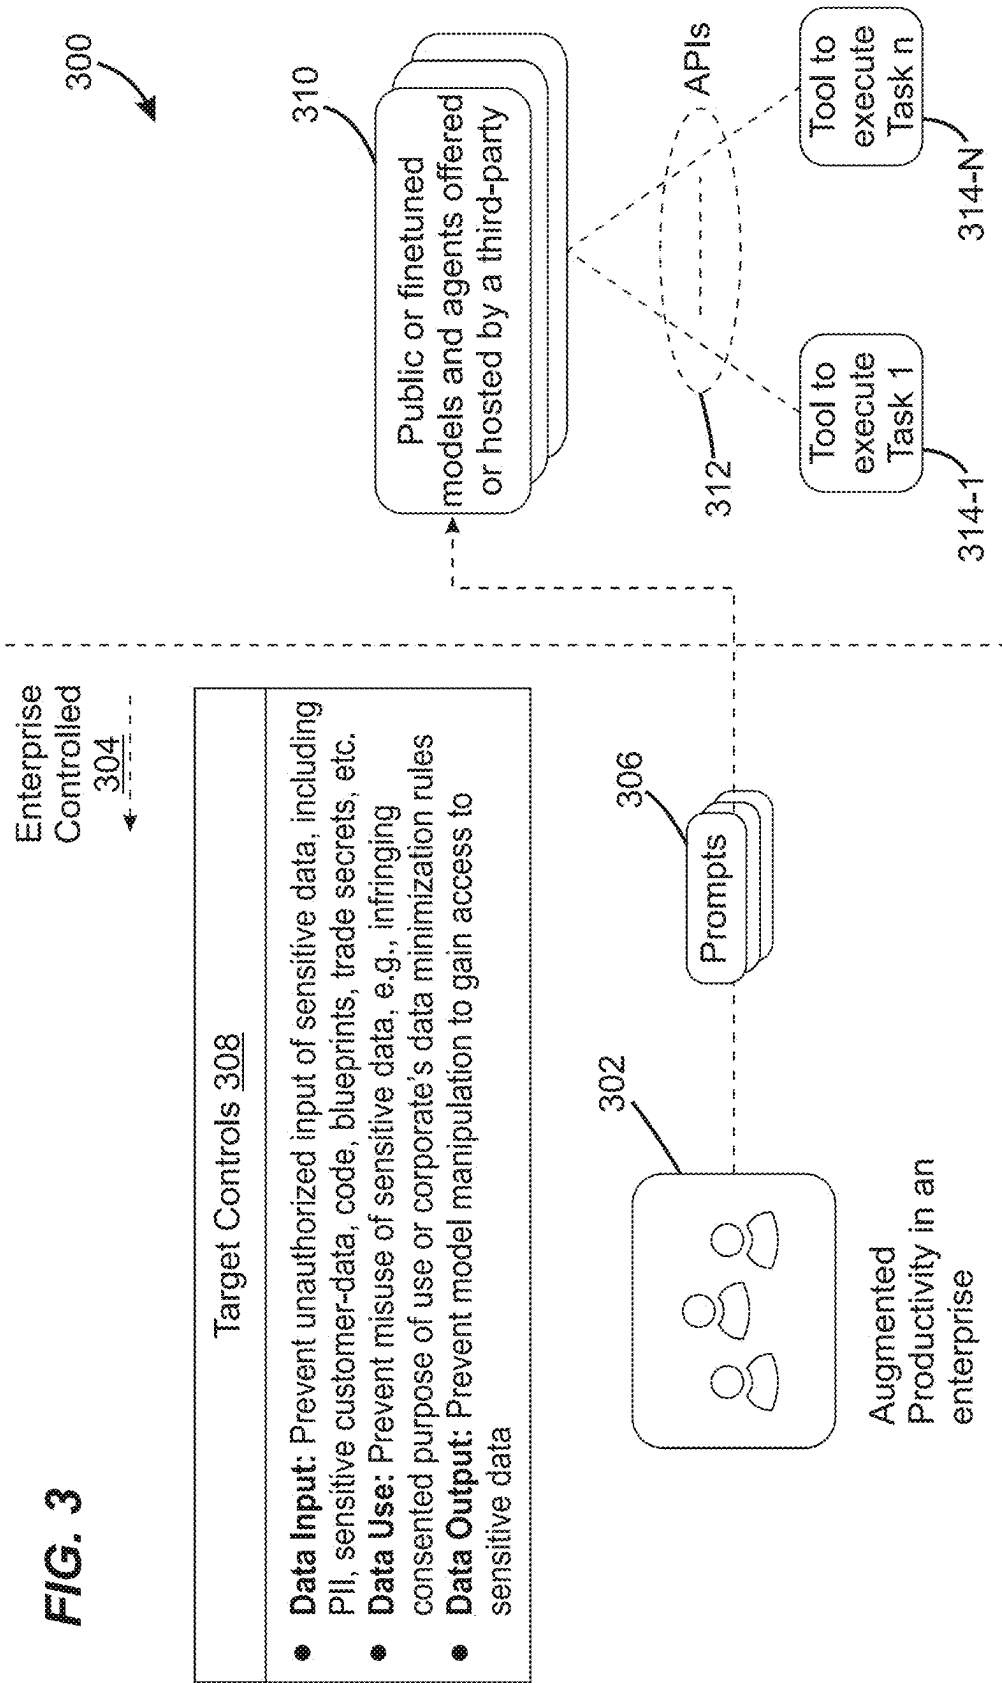 FIG. 3
300
Enterprise
Controlled
304
Target Controls 308
● Data Input: Prevent unauthorized input of sensitive data, including
PII, sensitive customer-data, code, blueprints, trade secrets, etc.
● Data Use: Prevent misuse of sensitive data, e.g., infringing
consented purpose of use or corporate's data minimization rules
● Data Output: Prevent model manipulation to gain access to
sensitive data
310
Public or finetuned
models and agents offered
or hosted by a third-party
302
306
Prompts
312
APIs
Augmented
Productivity in an
enterprise
Tool to
execute
Task 1
314-1
Tool to
execute
Task n
314-N